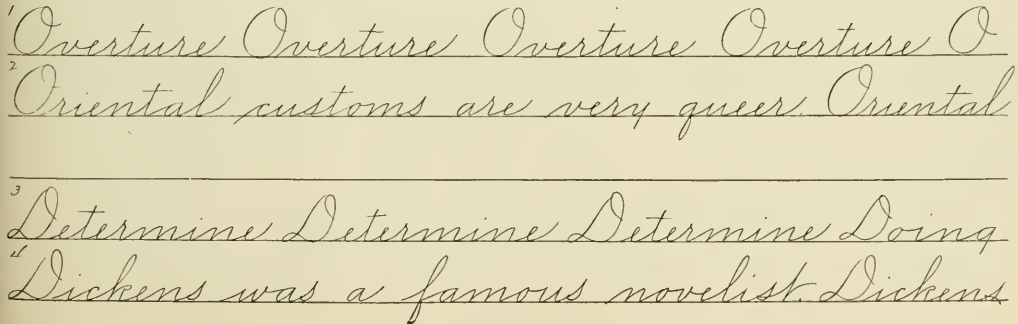 1 Overture Overture Overture Overture O
2 Oriental customs are very queer. Oriental
3 Determine Determine Determine Doing
4 Dickens was a famous novelist. Dickens